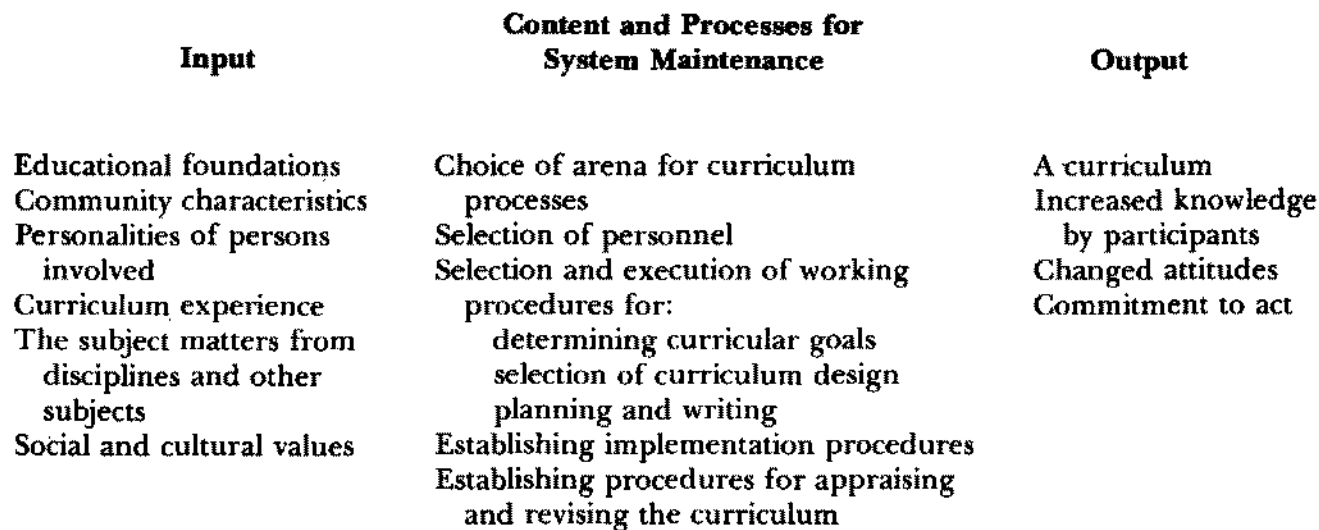 Input
Content and Processes for
System Maintenance
Output
Educational foundations
Community characteristics
Personalities of persons
involved
Curriculum experience
The subject matters from
disciplines and other
subjects
Social and cultural values
Choice of arena for curriculum
processes
Selection of personnel
Selection and execution of working
procedures for:
determining curricular goals
selection of curriculum design
planning and writing
Establishing implementation procedures
Establishing procedures for appraising
and revising the curriculum
A curriculum
Increased knowledge
by participants
Changed attitudes
Commitment to act